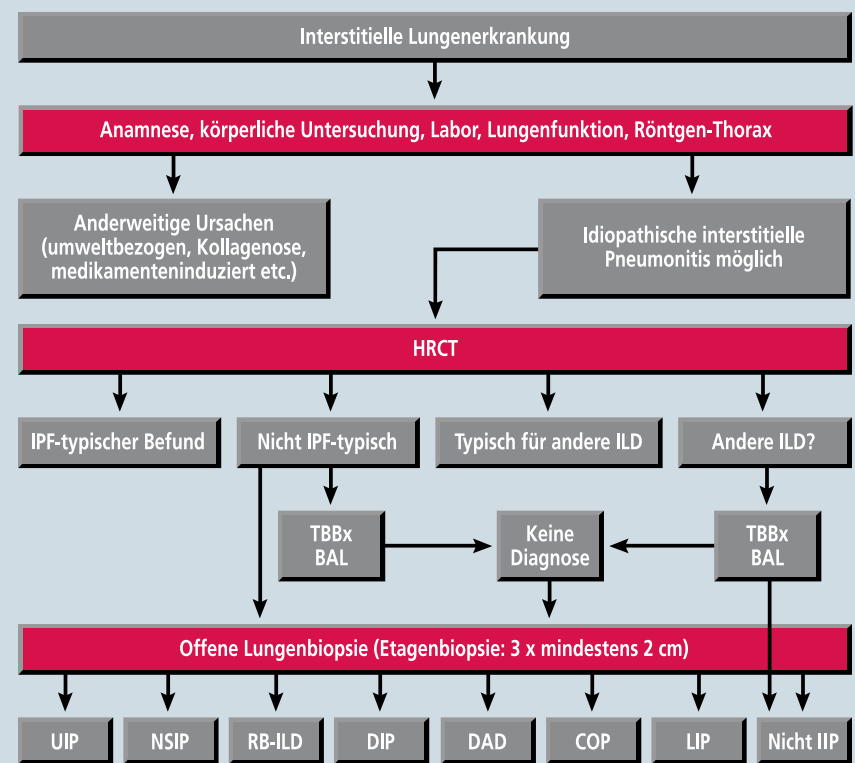 Interstitielle Lungenerkrankung
Anamnese, körperliche Untersuchung, Labor, Lungenfunktion, Röntgen-Thorax
Anderweitige Ursachen
(umweltbezogen, Kollagenose,
medikamenteninduziert etc.)
Idiopathische interstitielle
Pneumonitis möglich
HRCT
IPF-typischer Befund
Nicht IPF-typisch
Typisch für andere ILD
Andere ILD?
TBBx
BAL
Keine
Diagnose
TBBx
BAL
Offene Lungenbiopsie (Etagenbiopsie: 3 x mindestens 2 cm)
UIP
NSIP
RB-ILD
DIP
DAD
COP
LIP
Nicht IIP